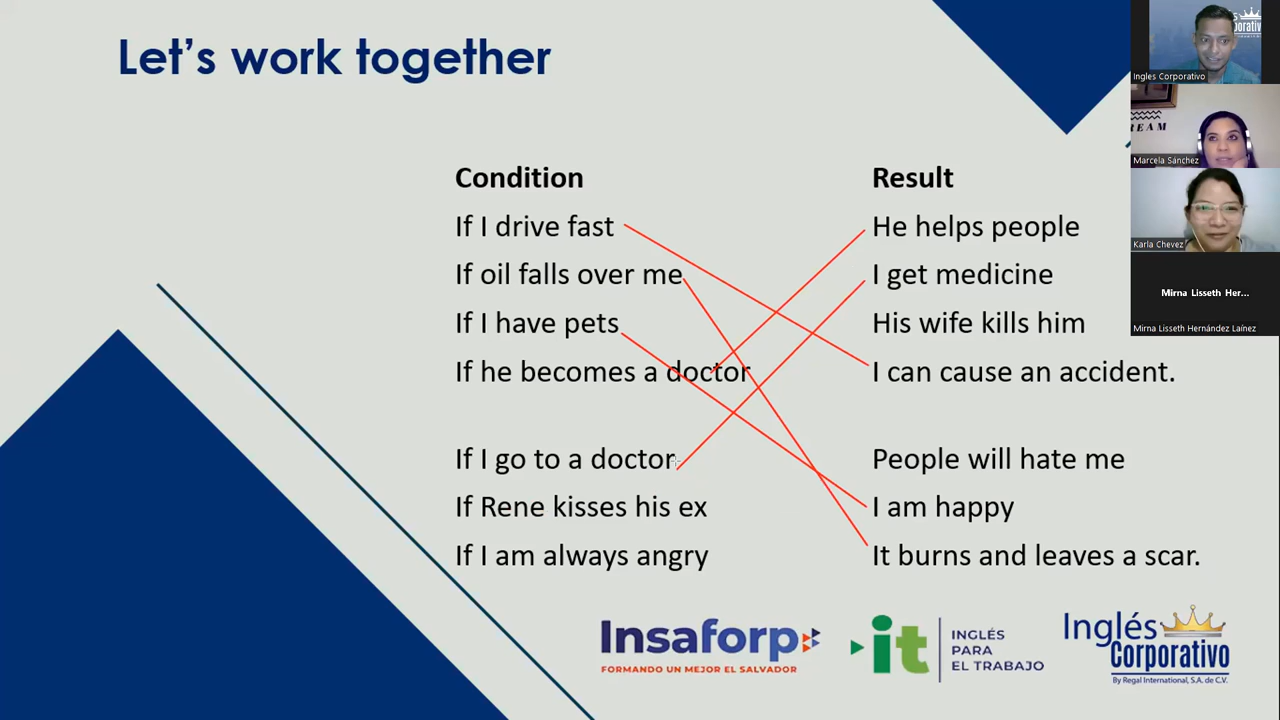 Let's work together
Condition
If I drive fast
If oil falls over me
If I have pets
If he becomes a doctor
If I go to a doctor
If Rene kisses his ex
If I am always angry
Result
He helps people
I get medicine
His wife kills him
I can cause an accident.
People will hate me
I am happy
It burns and leaves a scar.
Insaforp
FORMANDO UN MEJOR EL SALVADOR
it
INGLÉS
PARA
EL TRABAJO
Inglés
Corporativo
By Regal International, S.A. de C.V.
Ingles Corporativo
REAM
Marcela Sánchez
Karla Chevez
Mirna Lisseth Her...
Mirna Lisseth Hernández Laínez